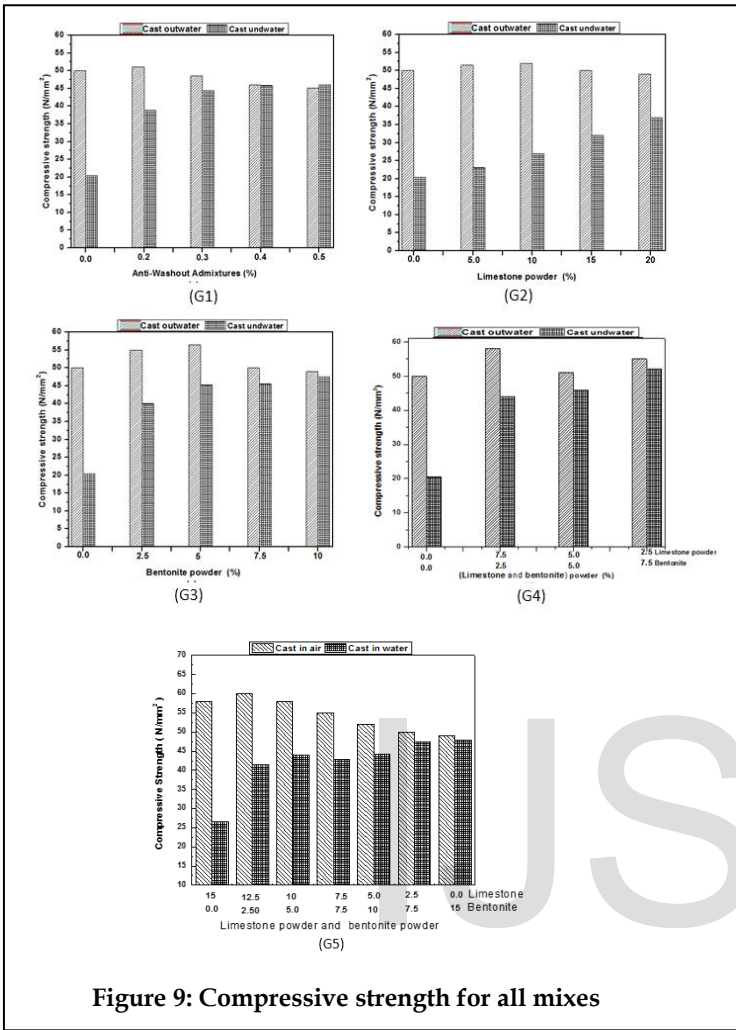 Cast outwater Cast undwater
60
55
50
45
40
35
30
25
20
15
10
5
0
Compressive strength (N/mm²)
0.0 0.2 0.3 0.4 0.5
Anti-Washout Admixtures (%)
(G1)
Cast outwater Cast undwater
60
55
50
45
40
35
30
25
20
15
10
5
0
Compressive strength (N/mm²)
0.0 5.0 10 15 20
Limestone powder (%)
(G2)
Cast outwater Cast undwater
60
55
50
45
40
35
30
25
20
15
10
5
0
Compressive strength (N/mm²)
0.0 2.5 5 7.5 10
Bentonite powder (%)
(G3)
Cast outwater Cast undwater
60
50
40
30
20
10
0
Compressive strength (N/mm²)
0.0 7.5 5.0 2.5 Limestone powder
0.0 2.5 5.0 7.5 Bentonite
(Limestone and bentonite) powder (%)
(G4)
Cast in air Cast in water
70
65
60
55
50
45
40
35
30
25
20
15
10
Compressive Strength ( N/mm²)
15 12.5 10 7.5 5.0 2.5 0.0 Limestone
0.0 2.50 5.0 7.5 10 7.5 15 Bentonite
Limestone powder and bentonite powder
(G5)
IJS
Figure 9: Compressive strength for all mixes